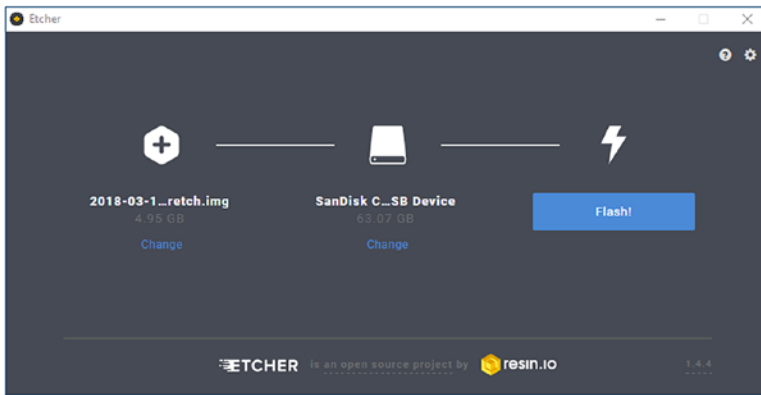 Etcher
2018-03-1...retch.img
4.95 GB
Change
SanDisk C...SB Device
63.07 GB
Change
Flash!
ETCHER is an open source project by resin.io
1.4.4